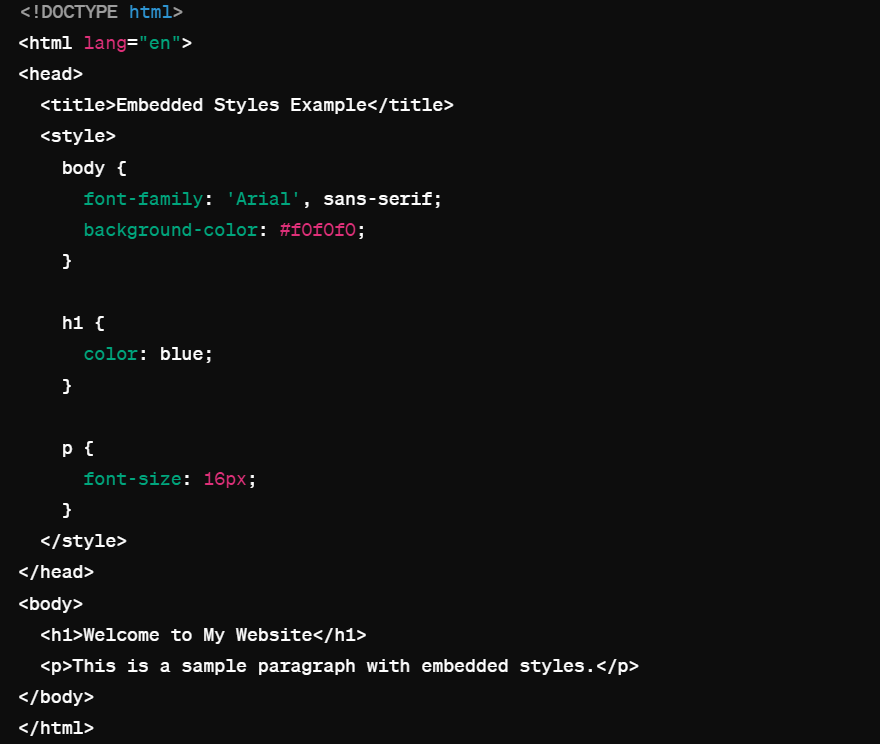 <!DOCTYPE html>
<html lang="en">
<head>
  <title>Embedded Styles Example</title>
  <style>
    body {
      font-family: 'Arial', sans-serif;
      background-color: #f0f0f0;
    }

    h1 {
      color: blue;
    }

    p {
      font-size: 16px;
    }
  </style>
</head>
<body>
  <h1>Welcome to My Website</h1>
  <p>This is a sample paragraph with embedded styles.</p>
</body>
</html>